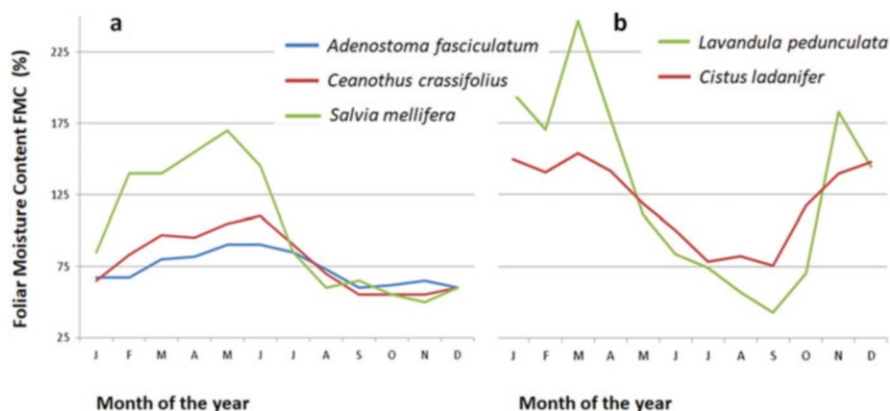 a
b
Adenostoma fasciculatum
Ceanothus crassifolius
Salvia mellifera
Lavandula pedunculata
Cistus ladanifer
Foliar Moisture Content FMC (%)
225
175
125
75
25
J F M A M J J A S O N D
J F M A M J J A S O N D
Month of the year
Month of the year